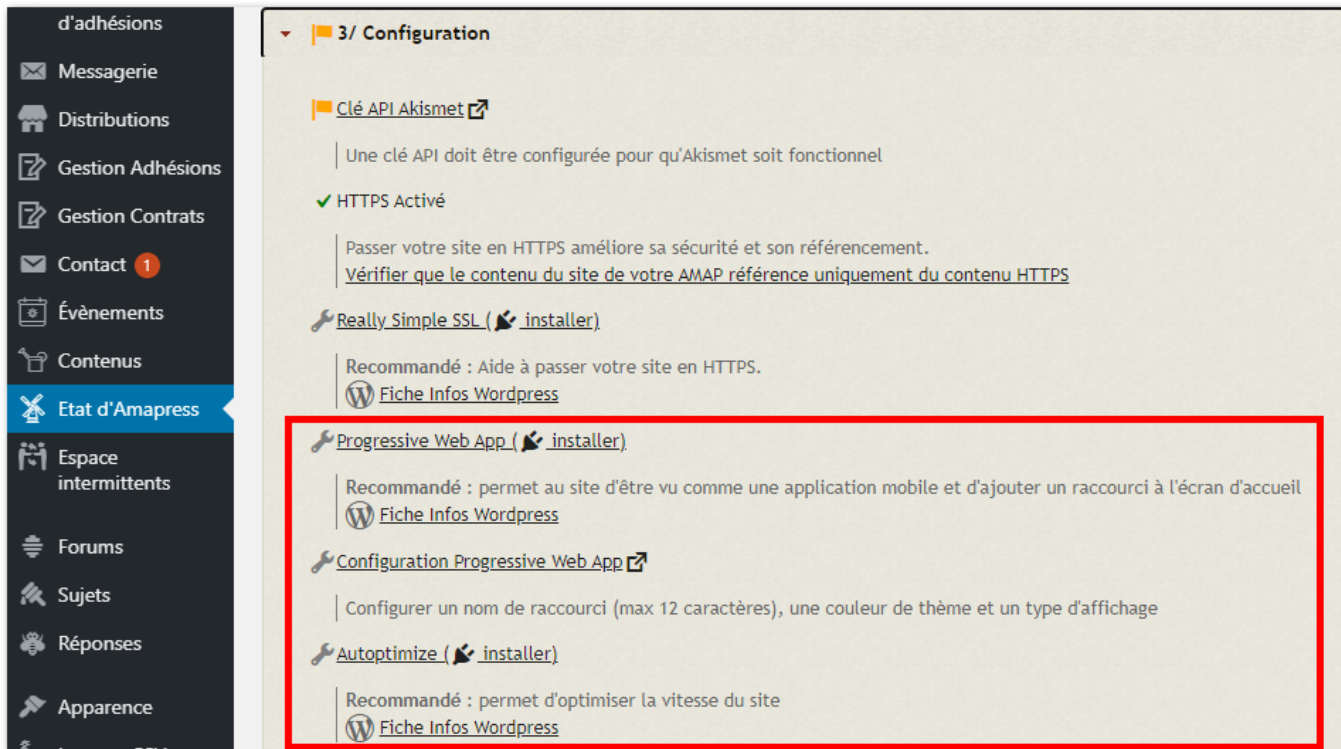 d'adhésions
Messagerie
Distributions
Gestion Adhésions
Gestion Contrats
Contact 1
Évènements
Contenus
Etat d'Amapress
Espace
intermittents
Forums
Sujets
Réponses
Apparence
3/ Configuration
Clé API Akismet
Une clé API doit être configurée pour qu'Akismet soit fonctionnel
HTTPS Activé
Passer votre site en HTTPS améliore sa sécurité et son référencement.
Vérifier que le contenu du site de votre AMAP référence uniquement du contenu HTTPS
Really Simple SSL ( installer)
Recommandé : Aide à passer votre site en HTTPS.
Fiche Infos Wordpress
Progressive Web App ( installer)
Recommandé : permet au site d'être vu comme une application mobile et d'ajouter un raccourci à l'écran d'accueil
Fiche Infos Wordpress
Configuration Progressive Web App
Configurer un nom de raccourci (max 12 caractères), une couleur de thème et un type d'affichage
Autoptimize ( installer)
Recommandé : permet d'optimiser la vitesse du site
Fiche Infos Wordpress